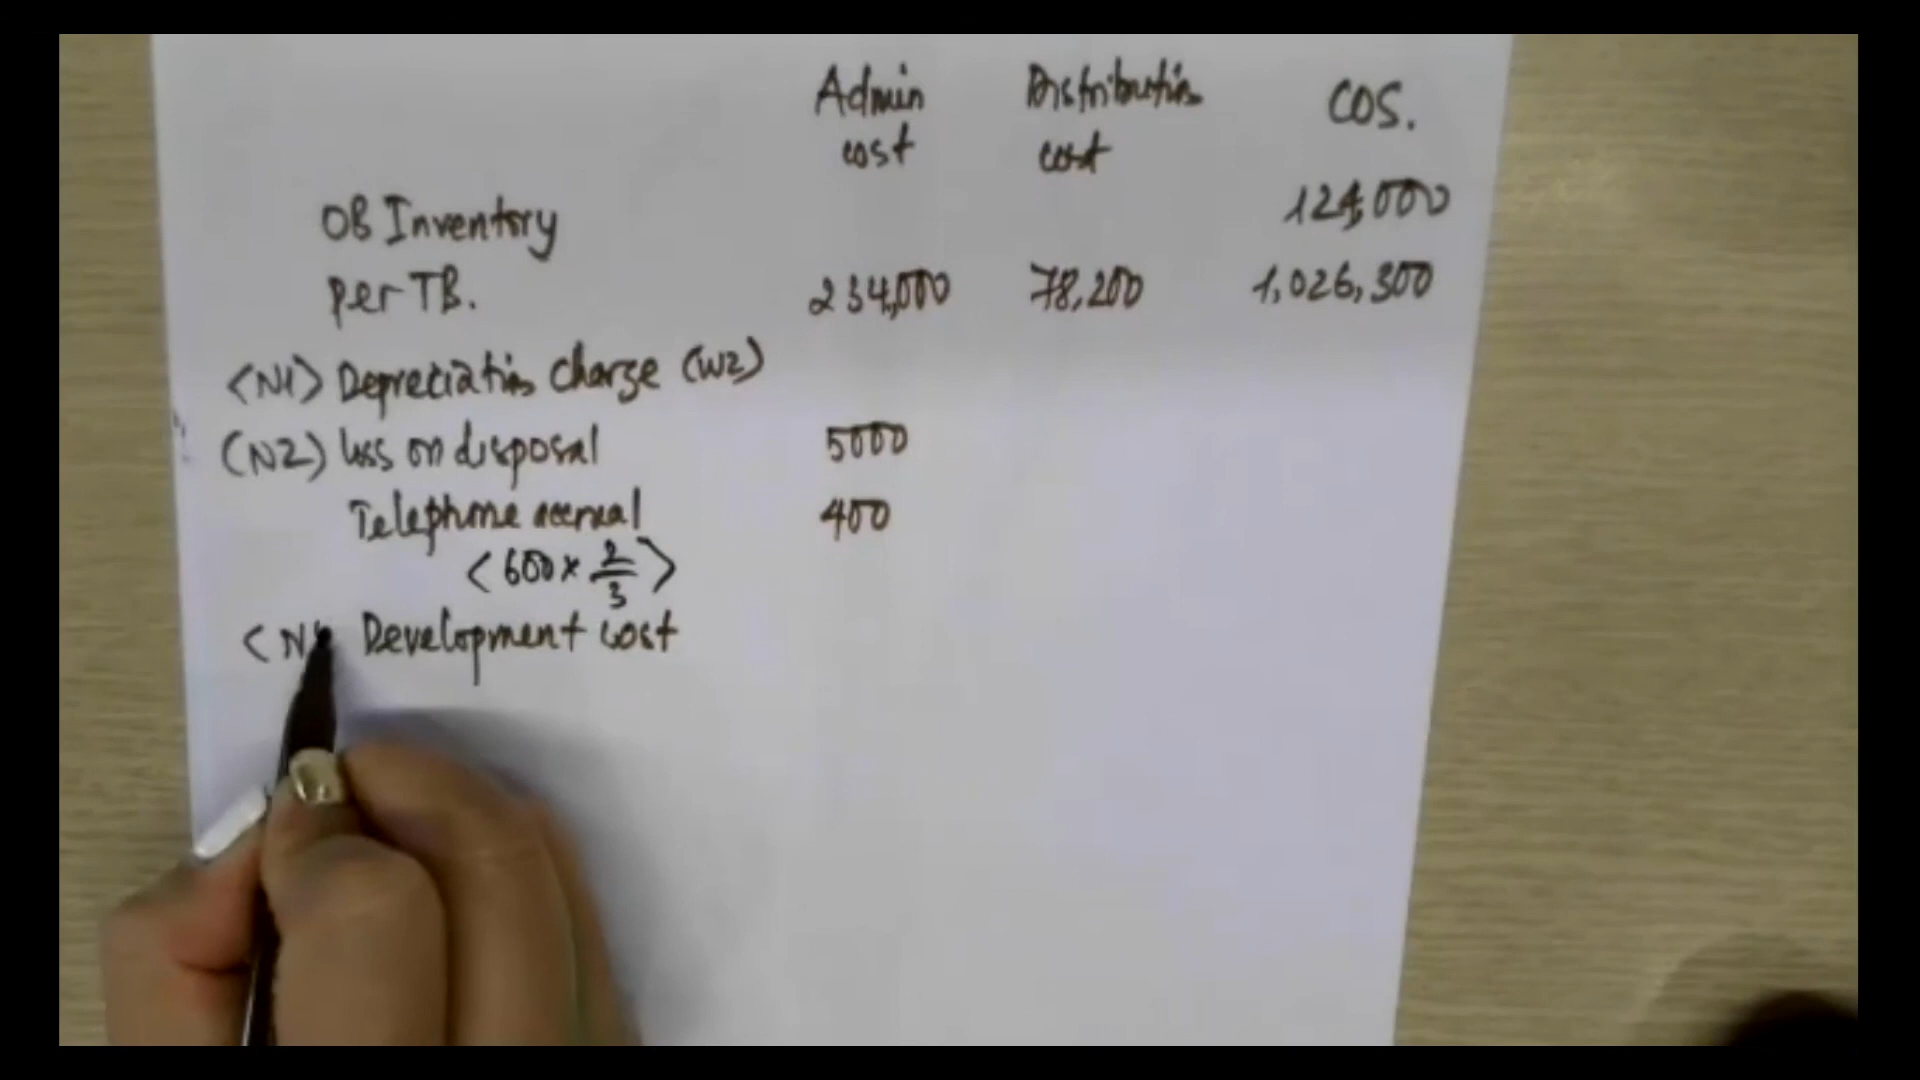 Admin Distribution COS.
cost cost
OB Inventory 124,000
per TB. 234,000 78,200 1,026,300
<N1> Depreciation charge (W2)
(N2) loss on disposal 5000
Telephone accrual 400
<600 x 2/3>
<N Development cost